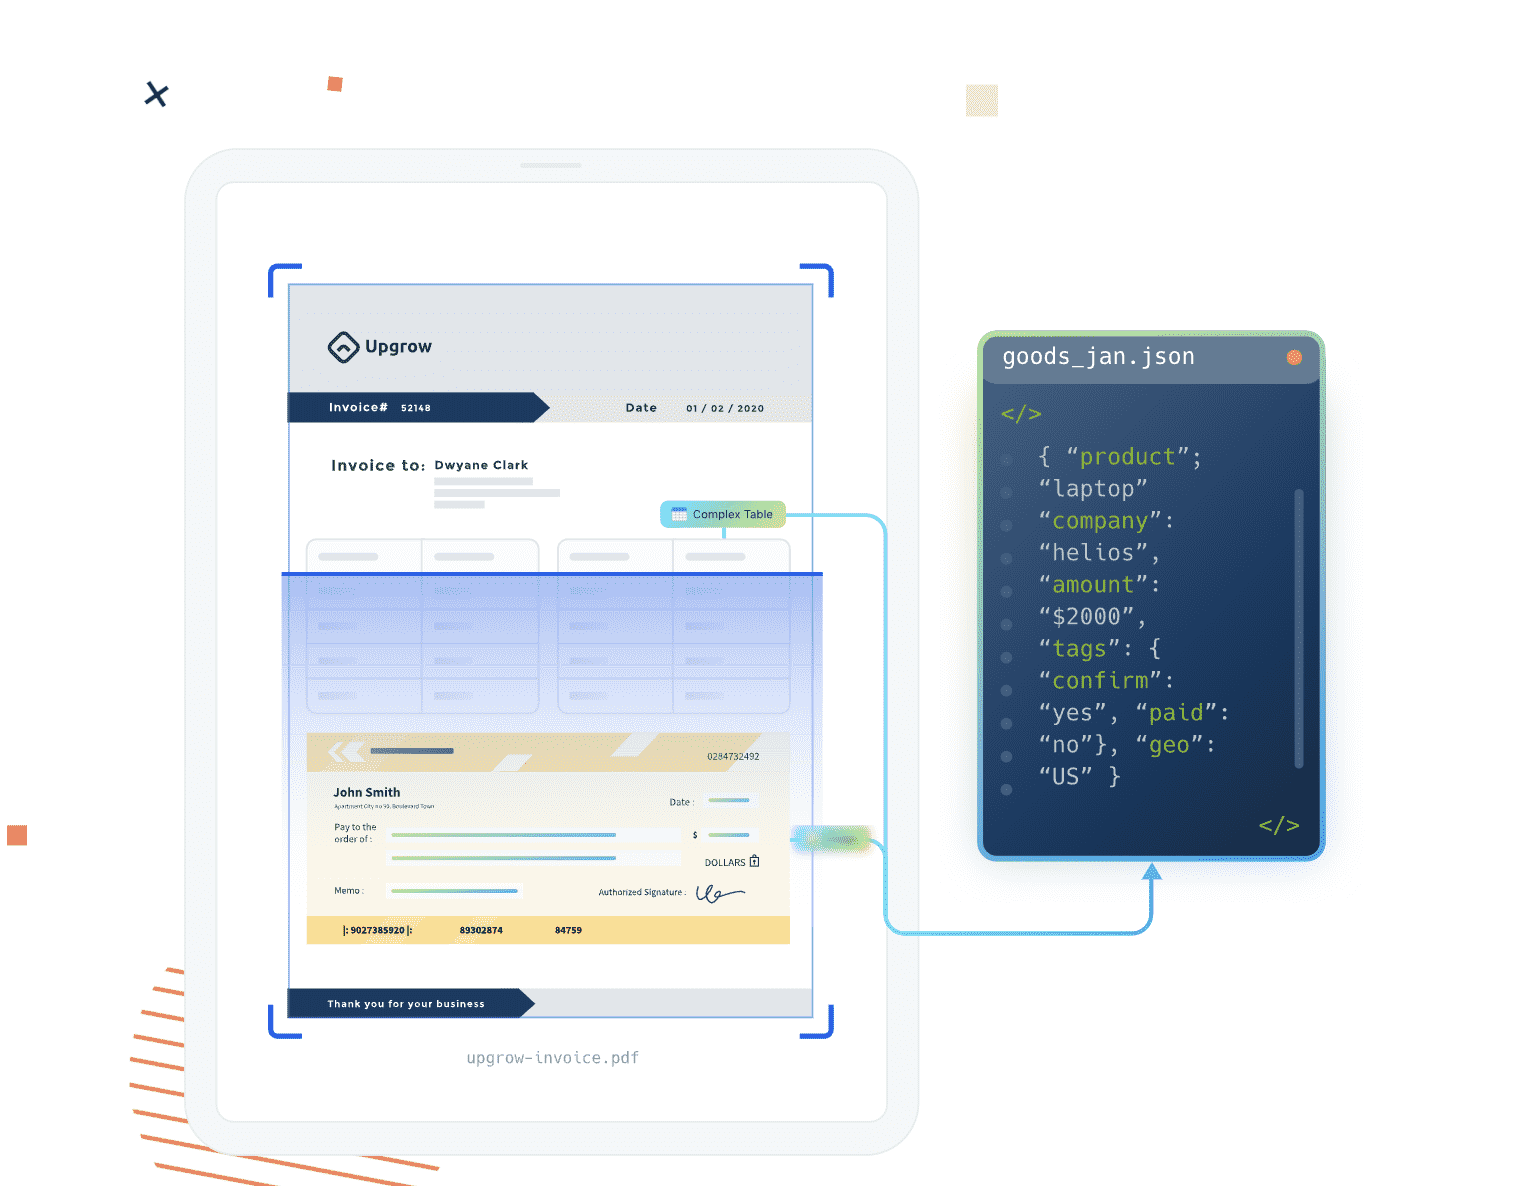 Upgrow
Invoice# 52148
Date 01 / 02 / 2020
Invoice to: Dwyane Clark
Complex Table
0284732492
John Smith
Apartment City no 90, Boulevard Town
Date :
Pay to the
order of :
$
DOLLARS
Memo :
Authorized Signature :
|: 9027385920 |: 89302874 84759
Thank you for your business
upgrow-invoice.pdf
goods_jan.json
</>
{ “product”;
“laptop”
“company”:
“helios”,
“amount”:
“$2000”,
“tags”: {
“confirm”:
“yes”, “paid”:
“no”}, “geo”:
“US” }
</>